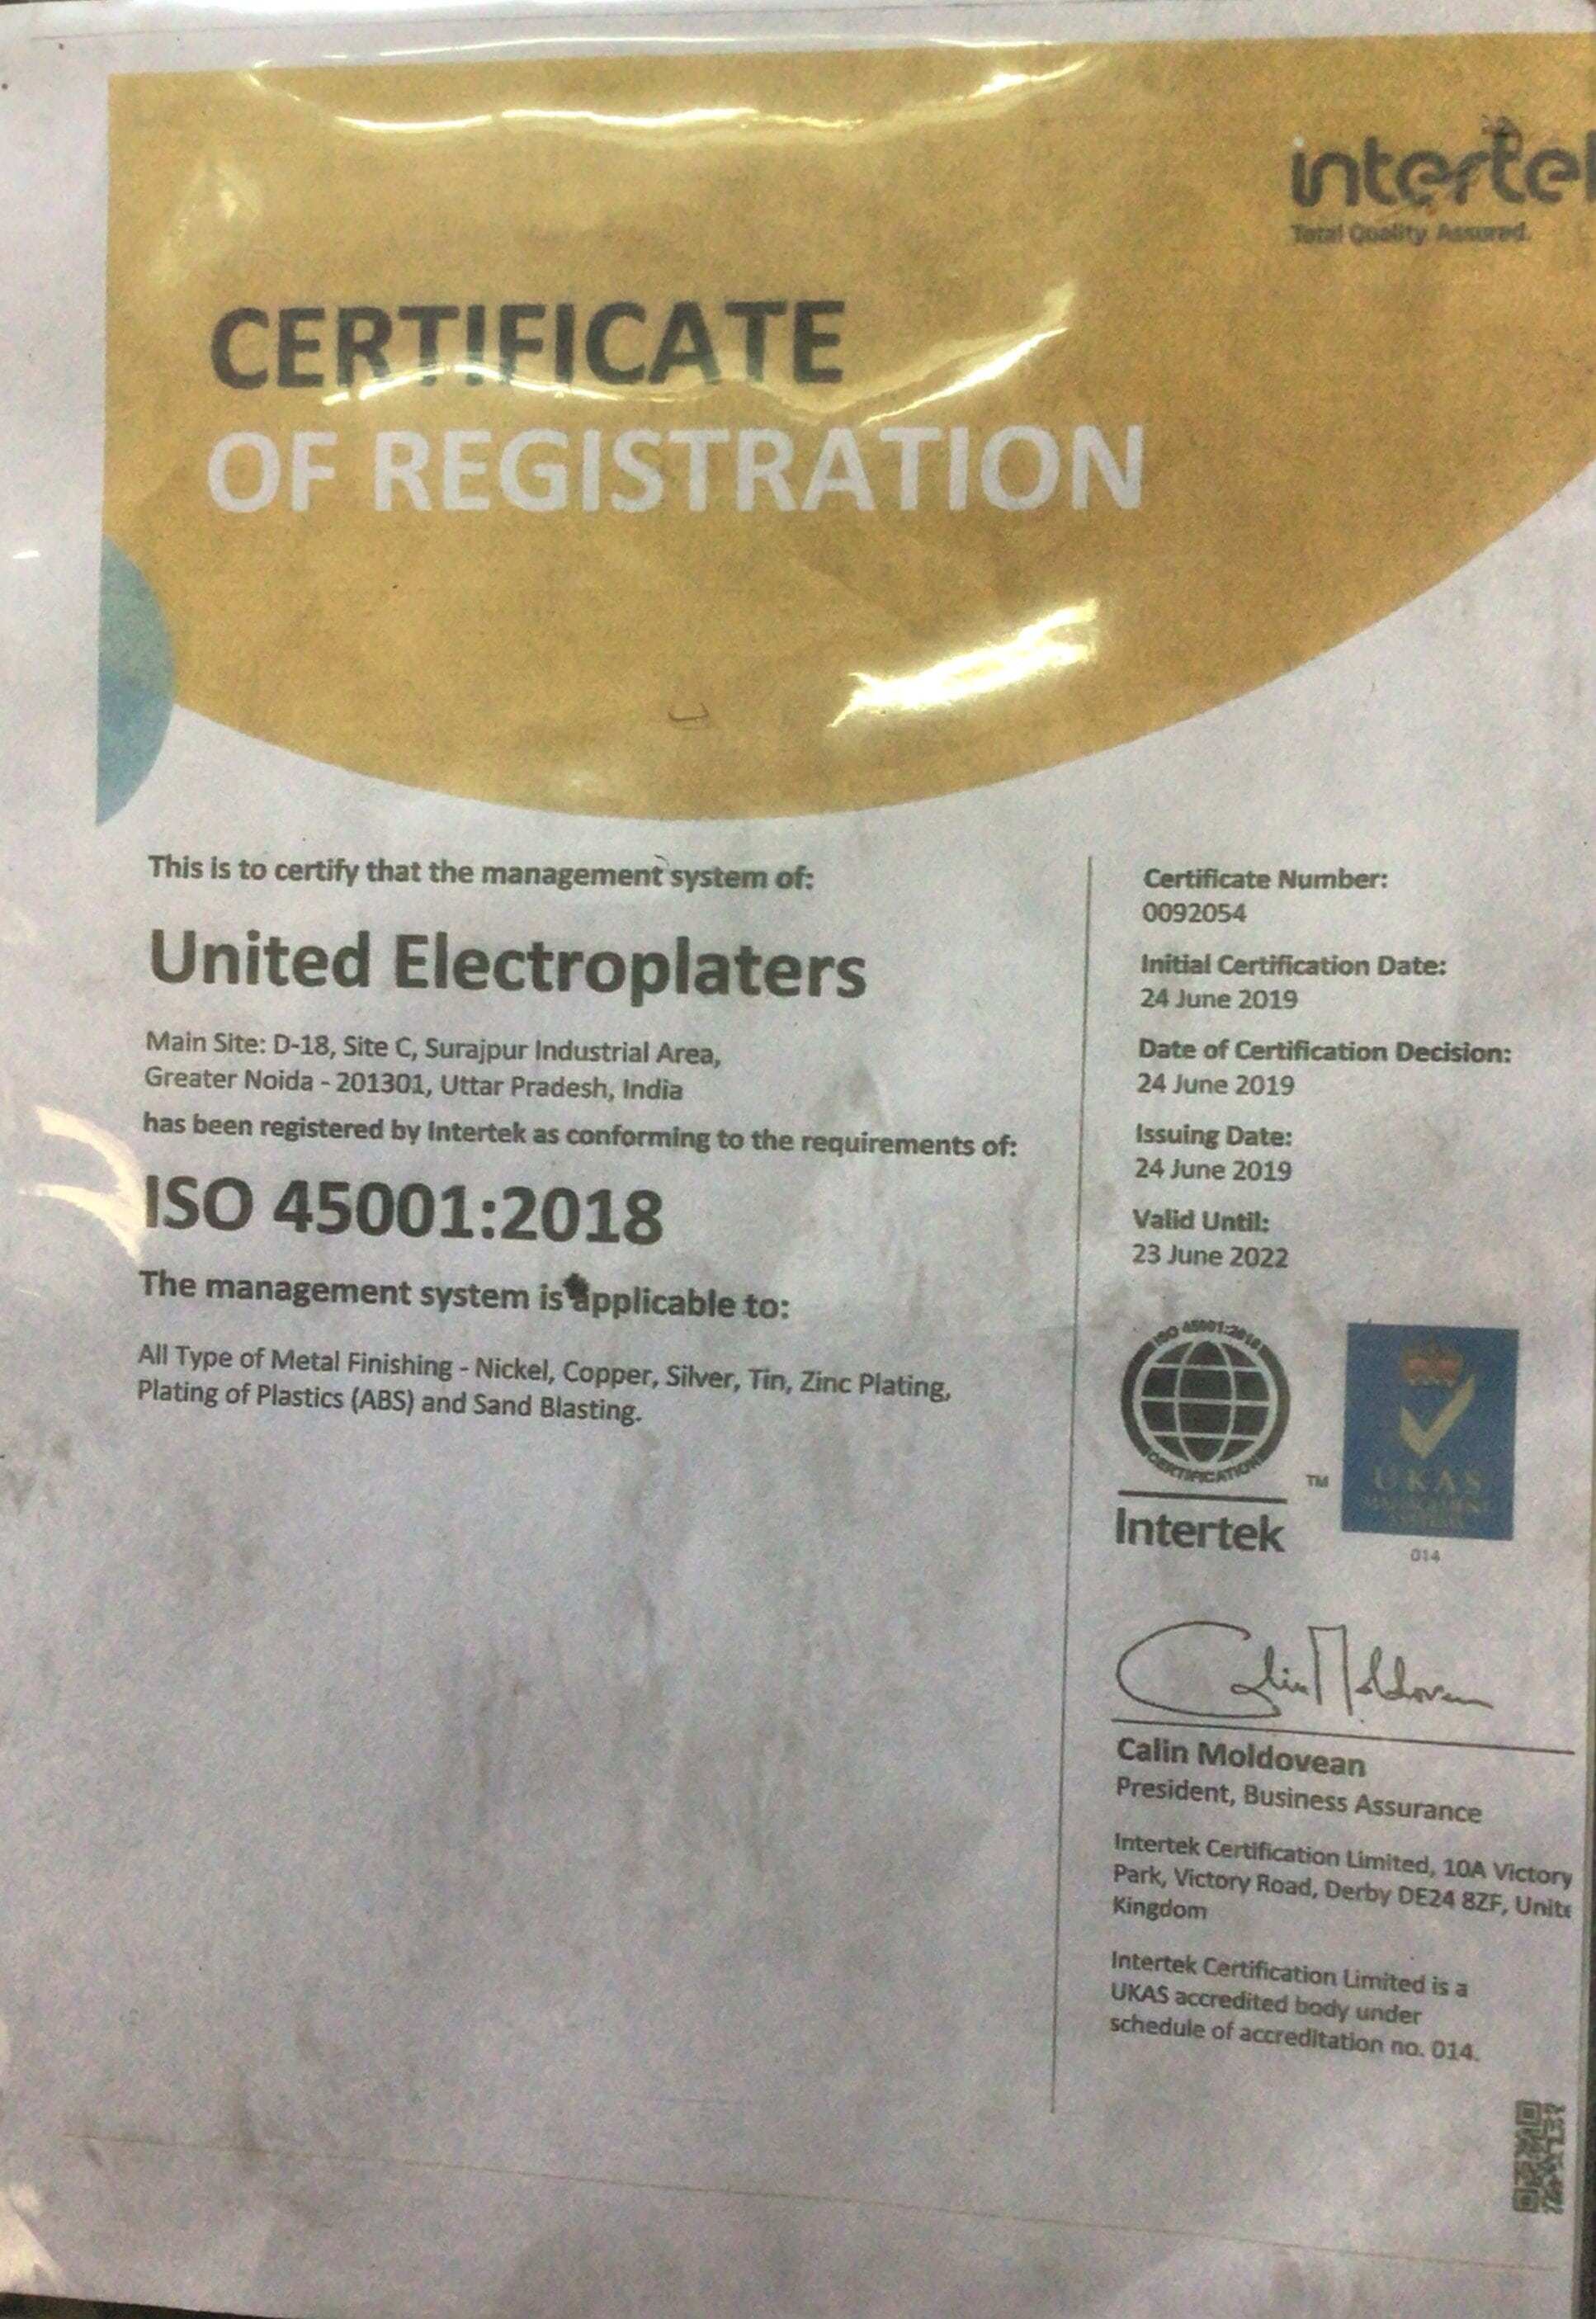 intertel
Total Quality Assured.
CERTIFICATE
OF REGISTRATION
This is to certify that the management system of:
United Electroplaters
Main Site: D-18, Site C, Surajpur Industrial Area,
Greater Noida - 201301, Uttar Pradesh, India
has been registered by Intertek as conforming to the requirements of:
ISO 45001:2018
The management system is applicable to:
All Type of Metal Finishing - Nickel, Copper, Silver, Tin, Zinc Plating,
Plating of Plastics (ABS) and Sand Blasting.
Certificate Number:
0092054
Initial Certification Date:
24 June 2019
Date of Certification Decision:
24 June 2019
Issuing Date:
24 June 2019
Valid Until:
23 June 2022
ISO 45001:2018
CERTIFICATION
TM
Intertek
UKAS
MANAGEMENT
SYSTEMS
014
Calin Moldovean
Calin Moldovean
President, Business Assurance
Intertek Certification Limited, 10A Victory
Park, Victory Road, Derby DE24 8ZF, Unite
Kingdom
Intertek Certification Limited is a
UKAS accredited body under
schedule of accreditation no. 014.